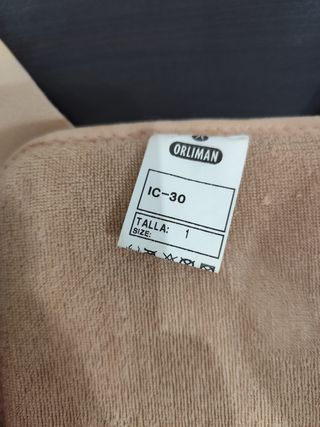 ORLIMAN
IC-30
TALLA: 1
SIZE: